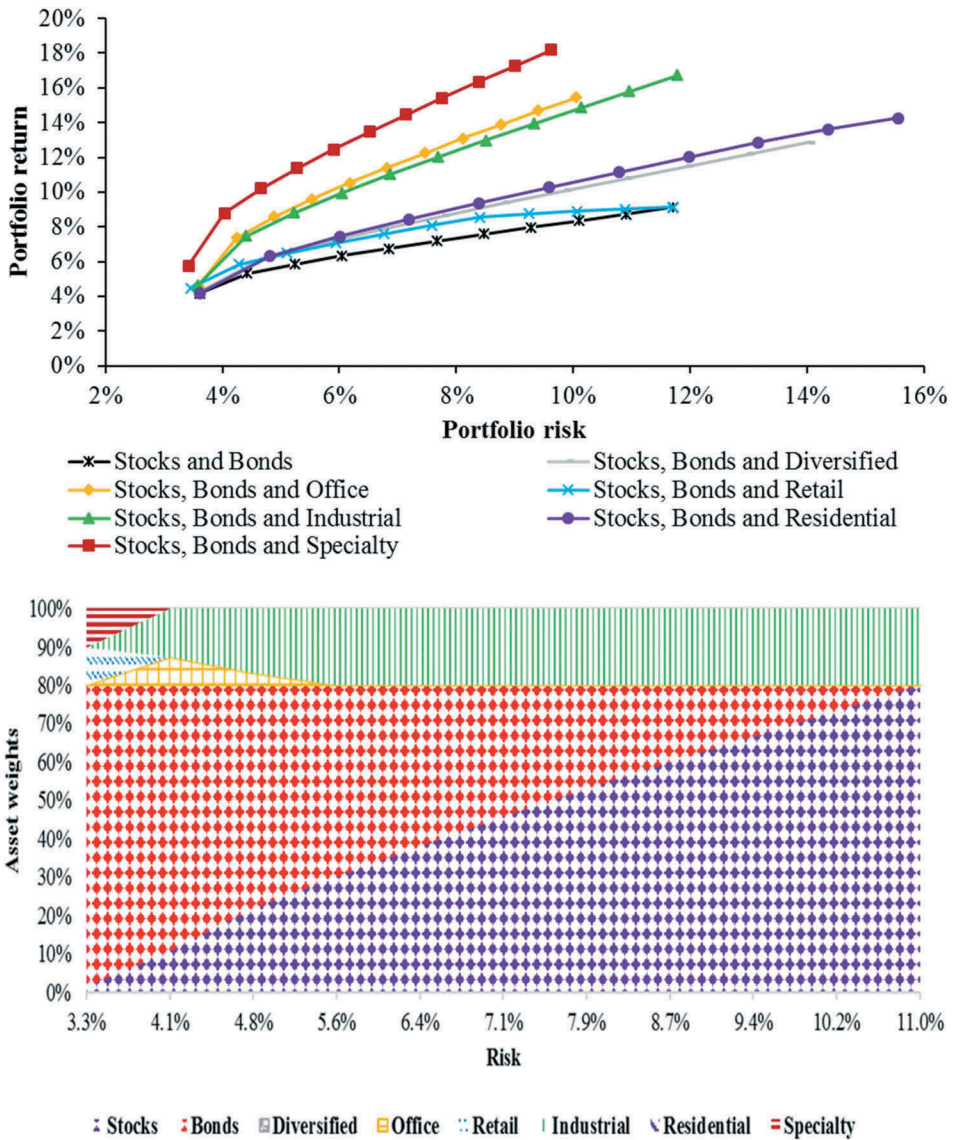 20%
18%
16%
14%
12%
10%
8%
6%
4%
2%
0%
Portfolio return
2% 4% 6% 8% 10% 12% 14% 16%
Portfolio risk
Stocks and Bonds
Stocks, Bonds and Diversified
Stocks, Bonds and Office
Stocks, Bonds and Retail
Stocks, Bonds and Industrial
Stocks, Bonds and Residential
Stocks, Bonds and Specialty
100%
90%
80%
70%
60%
50%
40%
30%
20%
10%
0%
Asset weights
3.3% 4.1% 4.8% 5.6% 6.4% 7.1% 7.9% 8.7% 9.4% 10.2% 11.0%
Risk
Stocks Bonds Diversified Office Retail Industrial Residential Specialty